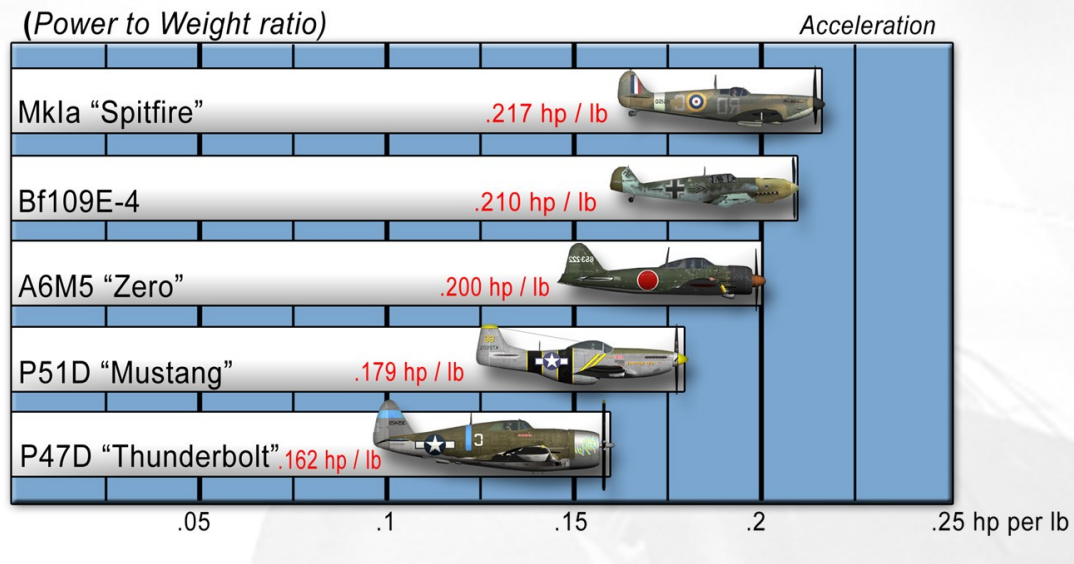 (Power to Weight ratio)
Acceleration
MkIa “Spitfire”
.217 hp / lb
Bf109E-4
.210 hp / lb
A6M5 “Zero”
.200 hp / lb
P51D “Mustang”
.179 hp / lb
P47D “Thunderbolt”
.162 hp / lb
.05
.1
.15
.2
.25 hp per lb